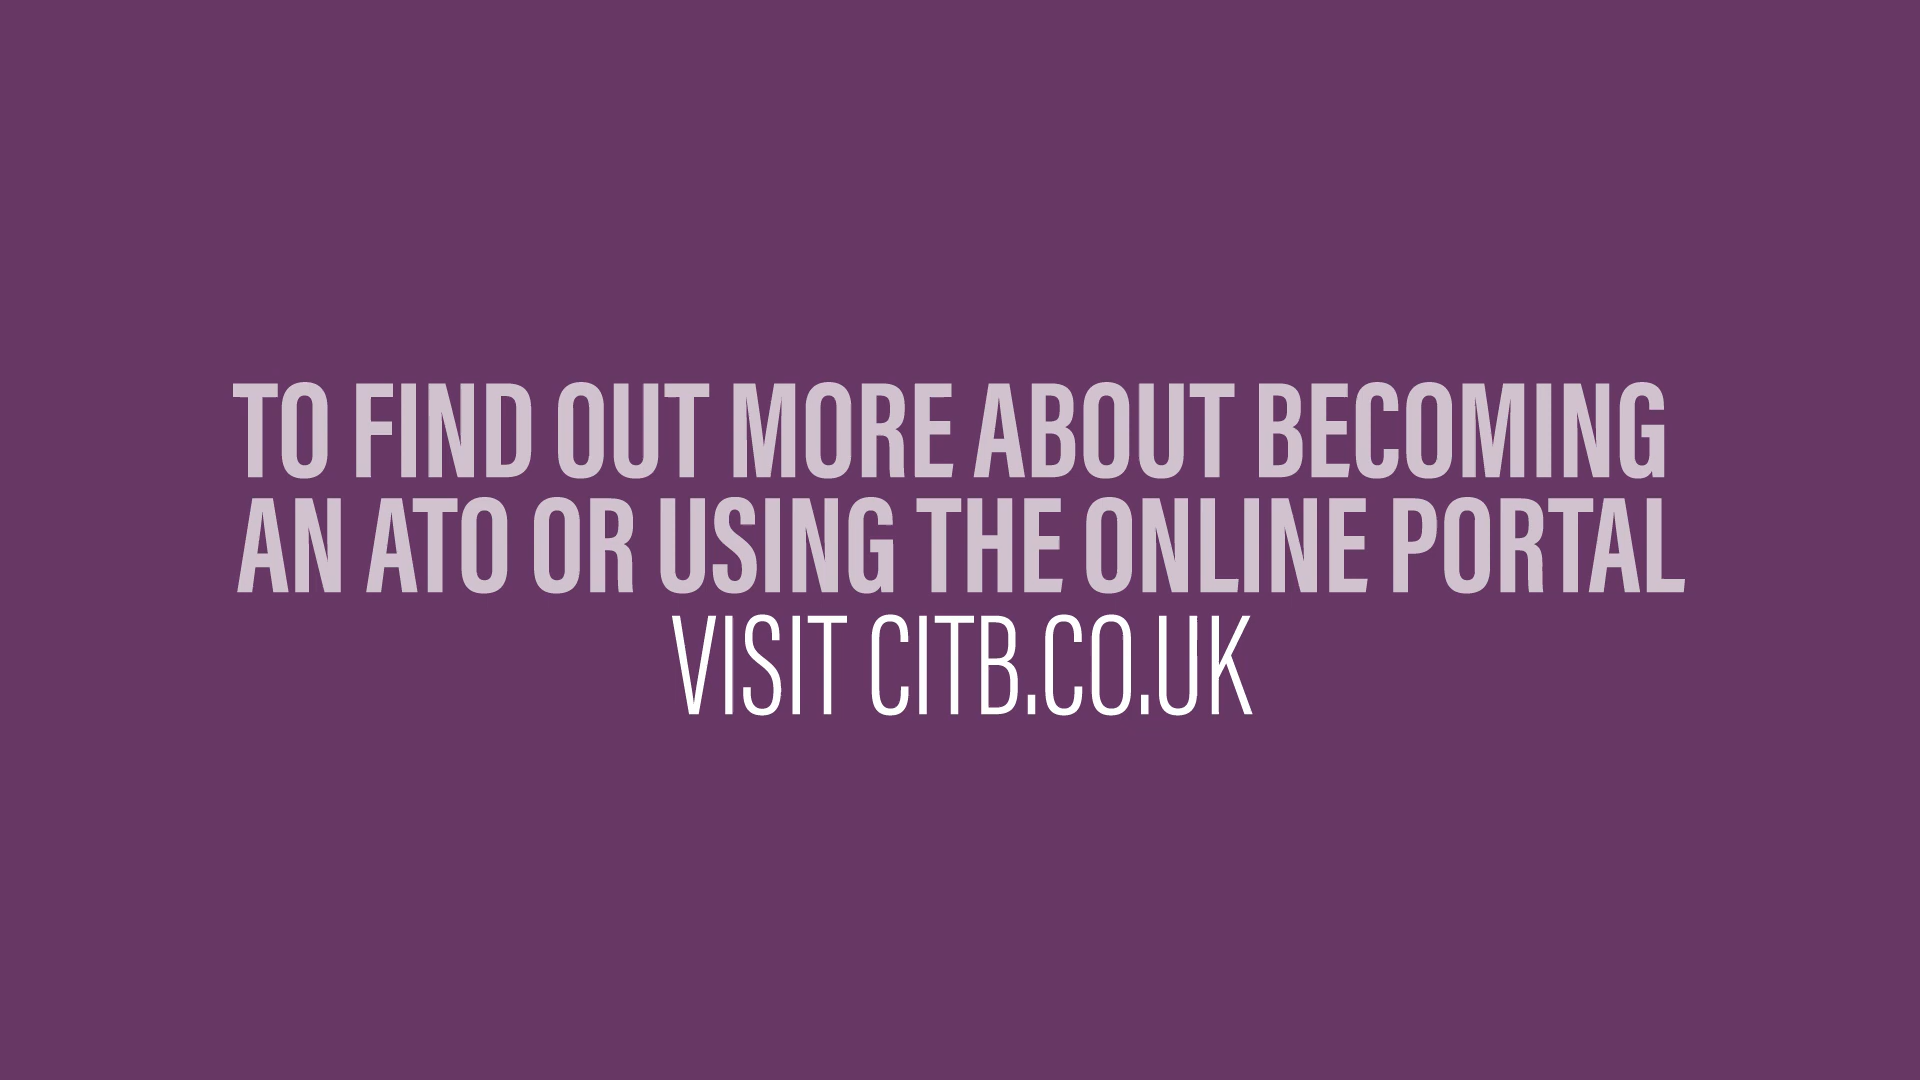 TO FIND OUT MORE ABOUT BECOMING
AN ATO OR USING THE ONLINE PORTAL
VISIT CITB.CO.UK